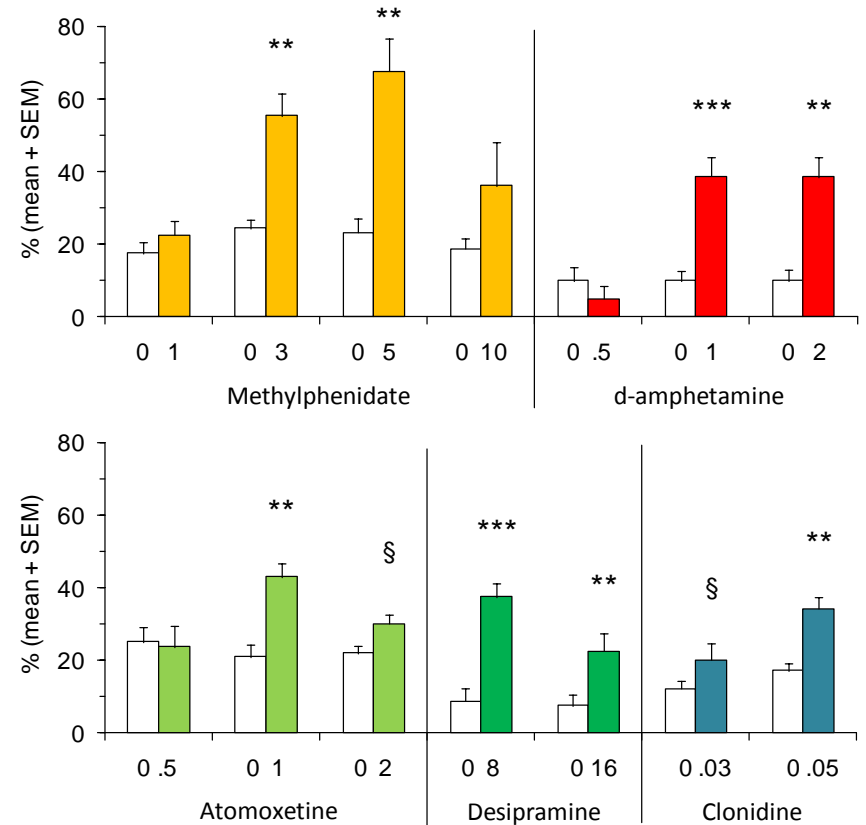 80
60
40
20
0
% (mean + SEM)
** ** *** **
0 1 0 3 0 5 0 10 0 .5 0 1 0 2
Methylphenidate d-amphetamine
80
60
40
20
0
% (mean + SEM)
** § *** ** § **
0 .5 0 1 0 2 0 8 0 16 0 .03 0 .05
Atomoxetine Desipramine Clonidine